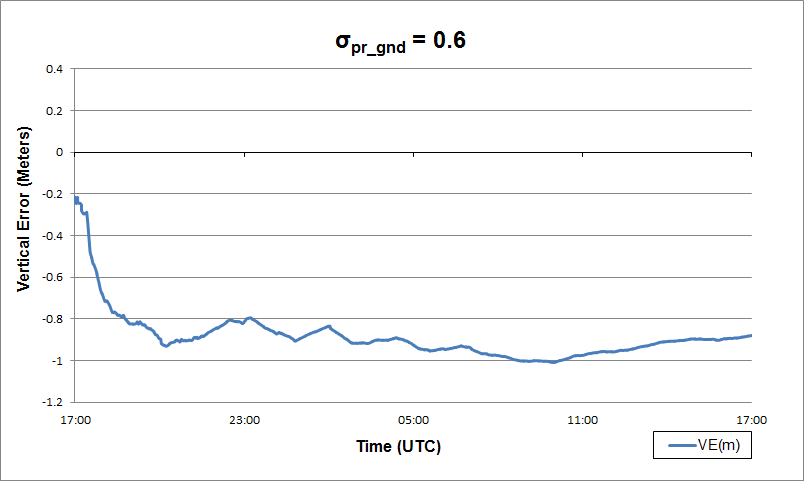 σpr_gnd = 0.6
0.4
0.2
0
-0.2
-0.4
-0.6
-0.8
-1
-1.2
Vertical Error (Meters)
17:00 23:00 05:00 11:00 17:00
Time (UTC)
VE(m)